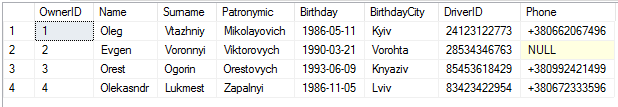 OwnerID Name Surname Patronymic Birthday BirthdayCity DriverID Phone
1 1 Oleg Vtazhniy Mikolayovich 1986-05-11 Kyiv 24123122773 +380662067496
2 2 Evgen Voronnyi Viktorovych 1990-03-21 Vorohta 28534346763 NULL
3 3 Orest Ogorin Orestovych 1993-06-09 Knyaziv 85453618429 +380992421499
4 4 Olekasndr Lukmest Zapalnyi 1986-11-05 Lviv 83423422954 +380672333596